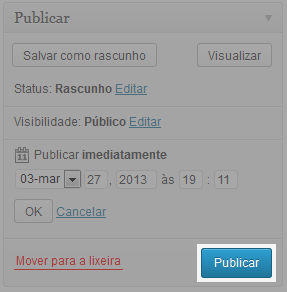 Publicar
Salvar como rascunho Visualizar
Status: Rascunho Editar
Visibilidade: Público Editar
11 Publicar imediatamente
03-mar 27 , 2013 às 19 : 11
OK Cancelar
Mover para a lixeira Publicar